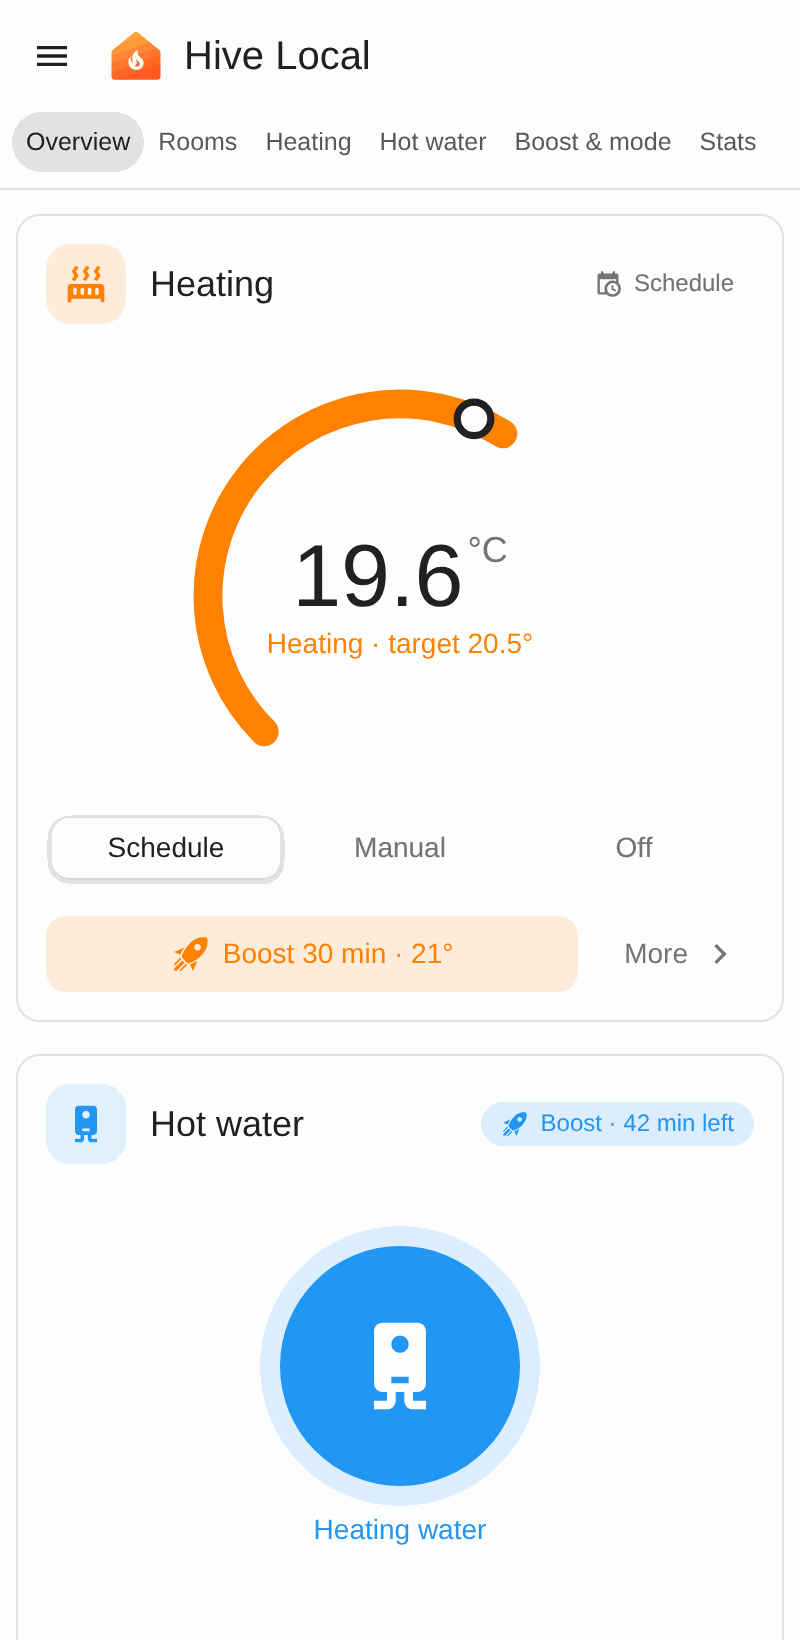 Hive Local
Overview Rooms Heating Hot water Boost & mode Stats
Heating
Schedule
19.6 °C
Heating · target 20.5°
Schedule Manual Off
Boost 30 min · 21° More
Hot water
Boost · 42 min left
Heating water